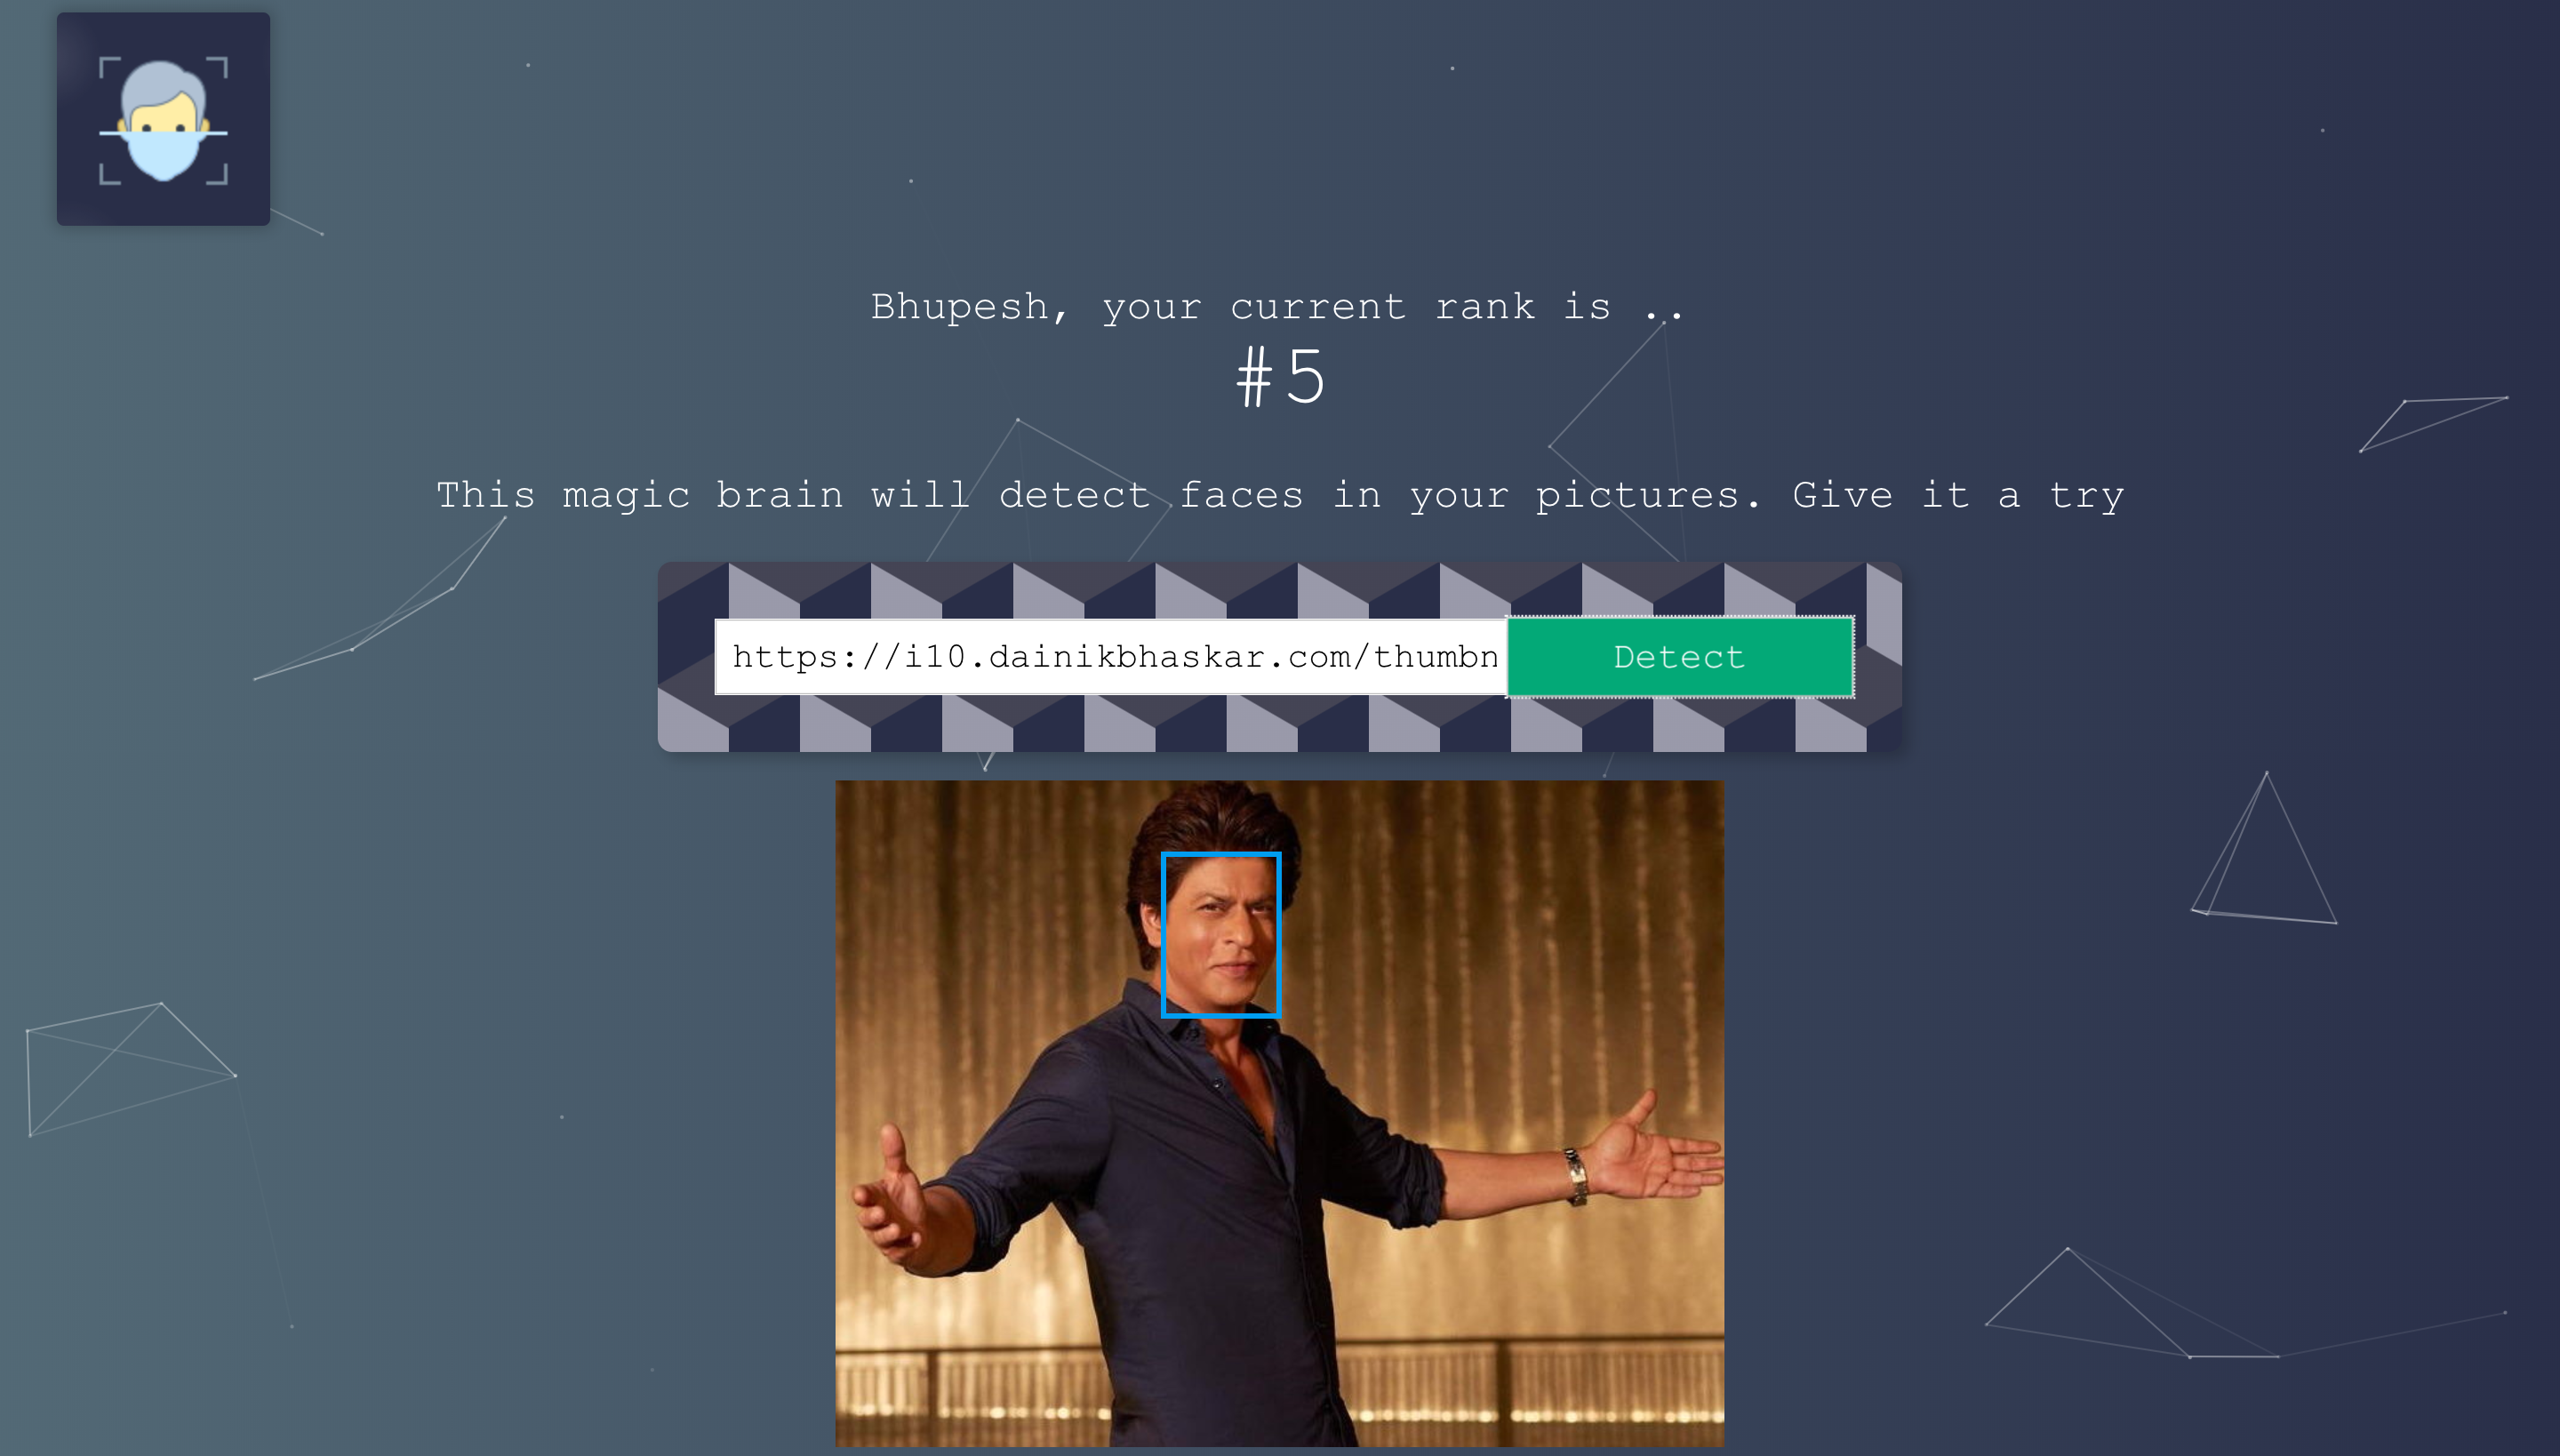 Bhupesh, your current rank is ..
#5
This magic brain will detect faces in your pictures. Give it a try
https://i10.dainikbhaskar.com/thumbn
Detect